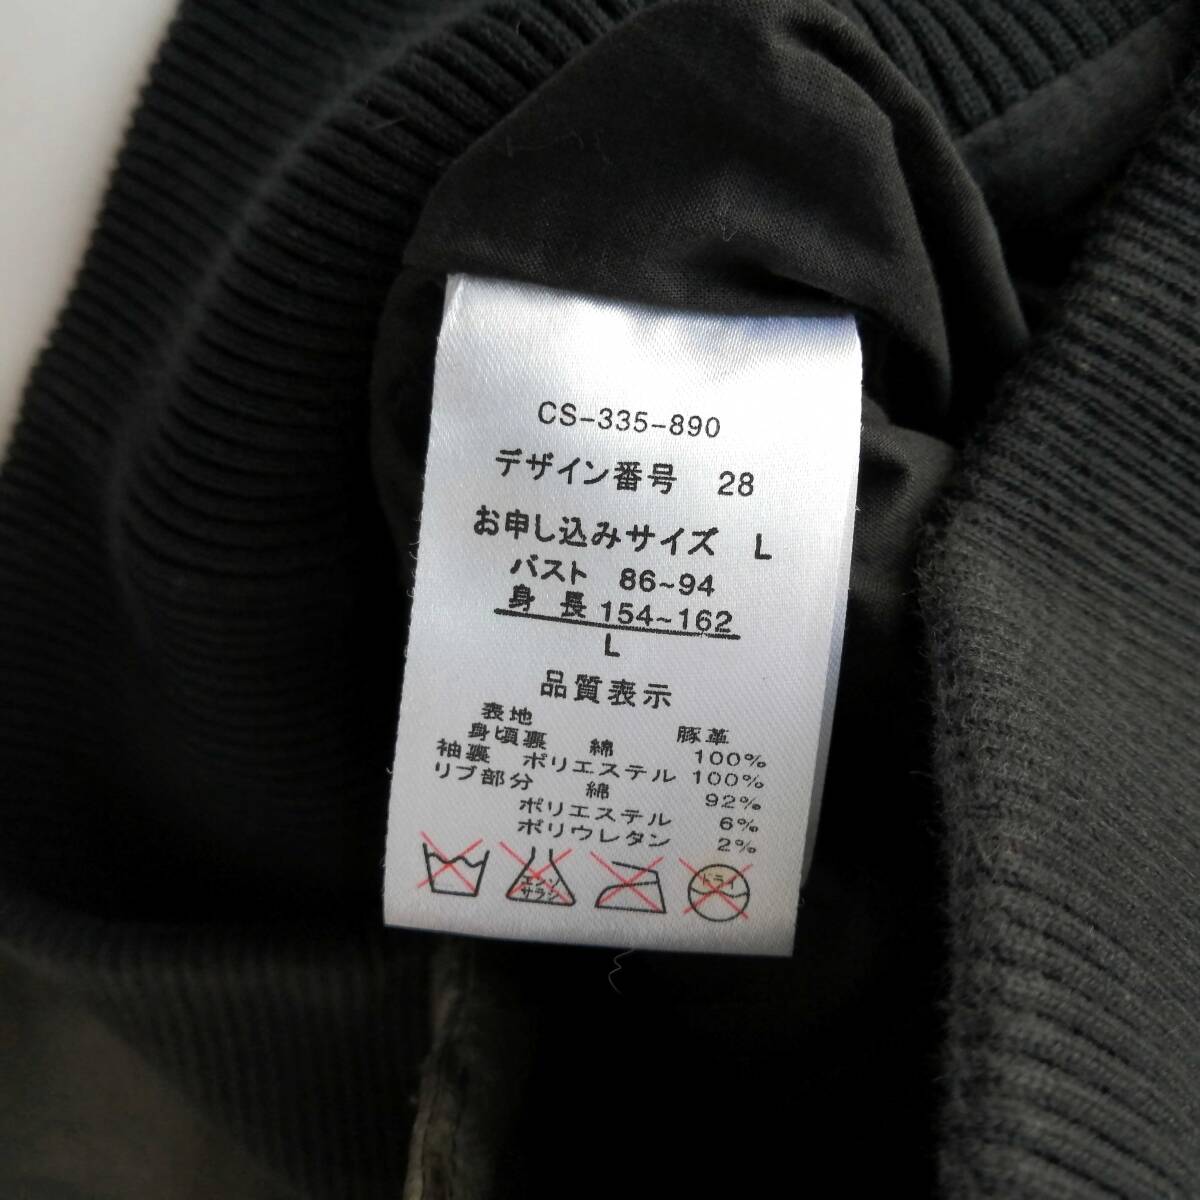 CS-335-890
デザイン番号 28
お申し込みサイズ L
バスト 86~94
身長 154~162
L
品質表示
表地 豚革
身頃裏 綿 100%
袖裏 ポリエステル 100%
リブ部分 綿 92%
ポリエステル 6%
ポリウレタン 2%
エンソ
サラシ
ドライ